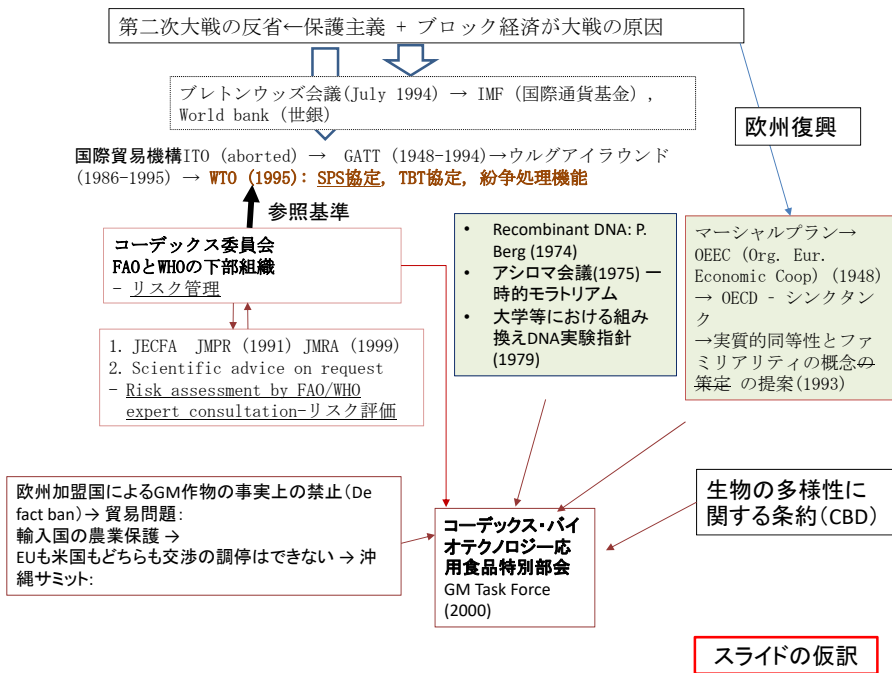 第二次大戦の反省←保護主義 + ブロック経済が大戦の原因
ブレトンウッズ会議(July 1994) → IMF (国際通貨基金) ,
World bank (世銀)
欧州復興
国際貿易機構ITO (aborted) → GATT (1948-1994)→ウルグアイラウンド
(1986-1995) → WTO (1995): SPS協定, TBT協定, 紛争処理機能
参照基準
コーデックス委員会
FAOとWHOの下部組織
- リスク管理
1. JECFA JMPR (1991) JMRA (1999)
2. Scientific advice on request
- Risk assessment by FAO/WHO
expert consultation-リスク評価
• Recombinant DNA: P.
Berg (1974)
• アシロマ会議(1975) 一
時的モラトリアム
• 大学等における組み
換えDNA実験指針
(1979)
マーシャルプラン→
OEEC (Org. Eur.
Economic Coop) (1948)
→ OECD - シンクタン
ク
→実質的同等性とファ
ミリアリティの概念の
策定 の提案(1993)
欧州加盟国によるGM作物の事実上の禁止(De
fact ban)→ 貿易問題:
輸入国の農業保護 →
EUも米国もどちらも交渉の調停はできない → 沖
縄サミット:
コーデックス・バイ
オテクノロジー応
用食品特別部会
GM Task Force
(2000)
生物の多様性に
関する条約(CBD)
スライドの仮訳